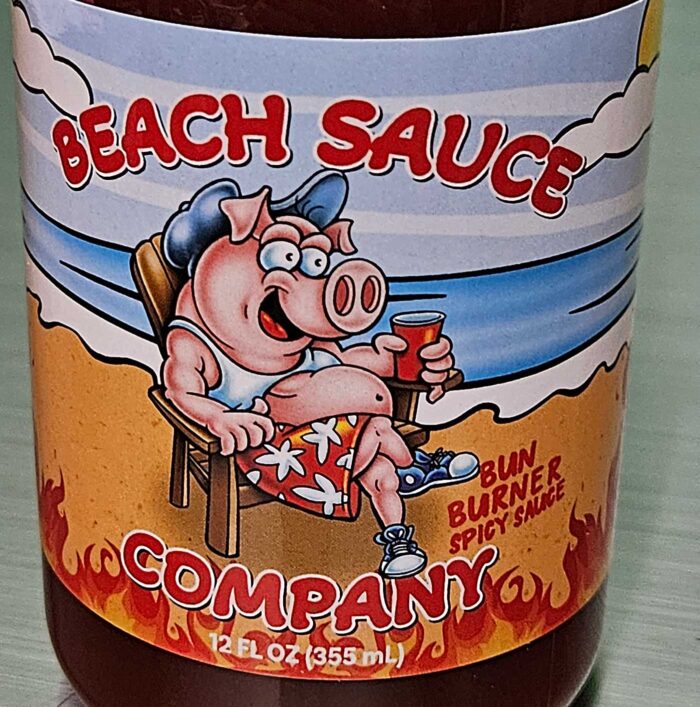 BEACH SAUCE
BUN
BURNER
SPICY SAUCE
COMPANY
12 FL OZ (355 mL)